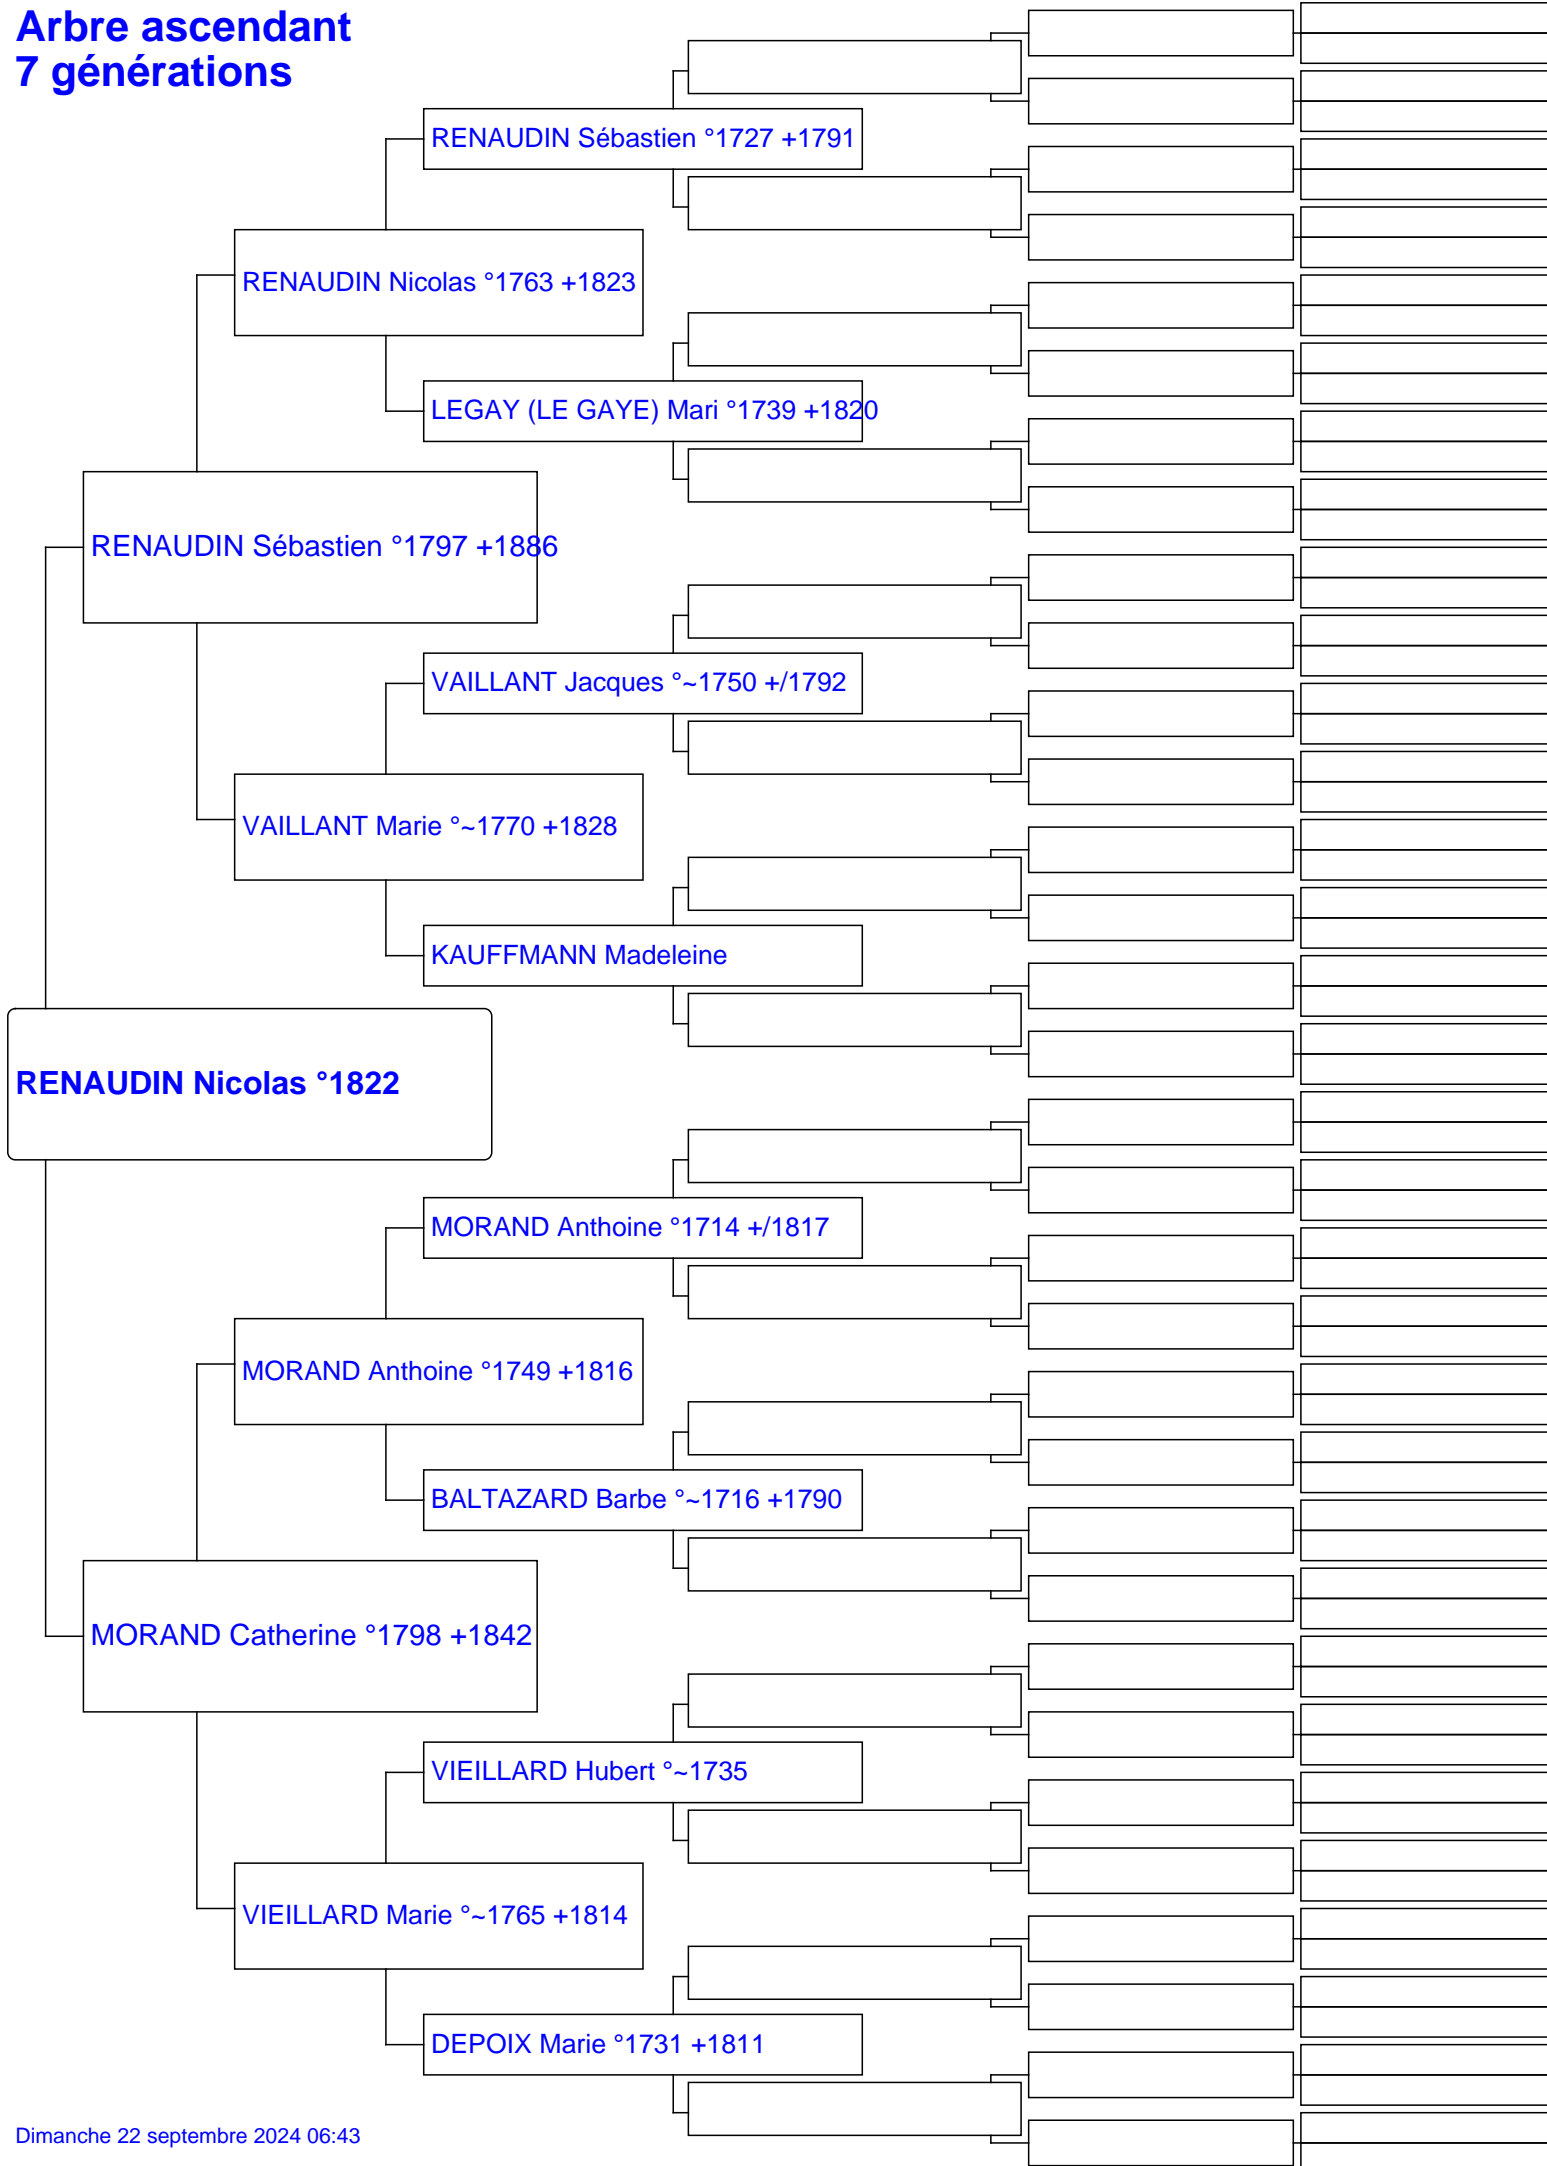 Arbre ascendant
7 générations
RENAUDIN Sébastien °1727 +1791
RENAUDIN Nicolas °1763 +1823
LEGAY (LE GAYE) Mari °1739 +1820
RENAUDIN Sébastien °1797 +1886
VAILLANT Jacques °~1750 +/1792
VAILLANT Marie °~1770 +1828
KAUFFMANN Madeleine
RENAUDIN Nicolas °1822
MORAND Anthoine °1714 +/1817
MORAND Anthoine °1749 +1816
BALTAZARD Barbe °~1716 +1790
MORAND Catherine °1798 +1842
VIEILLARD Hubert °~1735
VIEILLARD Marie °~1765 +1814
DEPOIX Marie °1731 +1811
Dimanche 22 septembre 2024 06:43